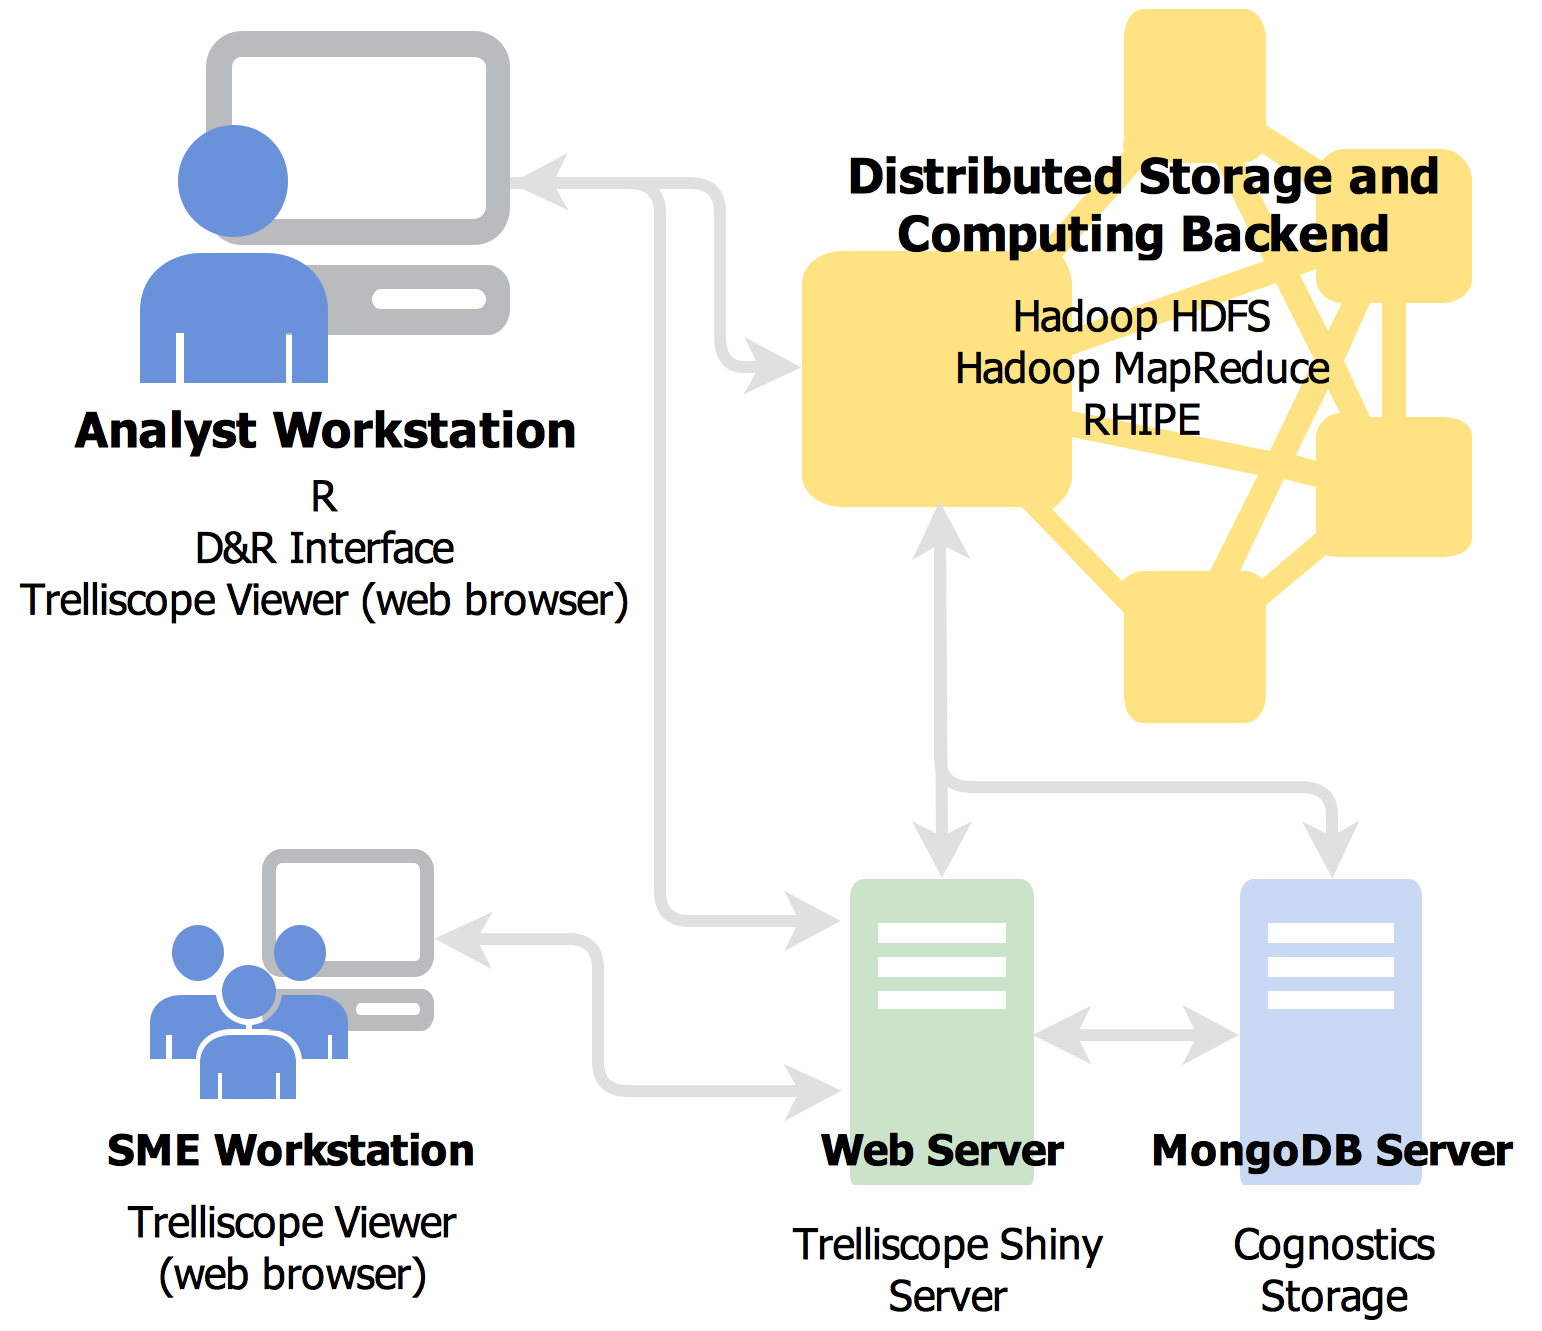 Distributed Storage and
Computing Backend
Hadoop HDFS
Hadoop MapReduce
RHIPE
Analyst Workstation
R
D&R Interface
Trelliscope Viewer (web browser)
SME Workstation
Trelliscope Viewer
(web browser)
Web Server
Trelliscope Shiny
Server
MongoDB Server
Cognostics
Storage